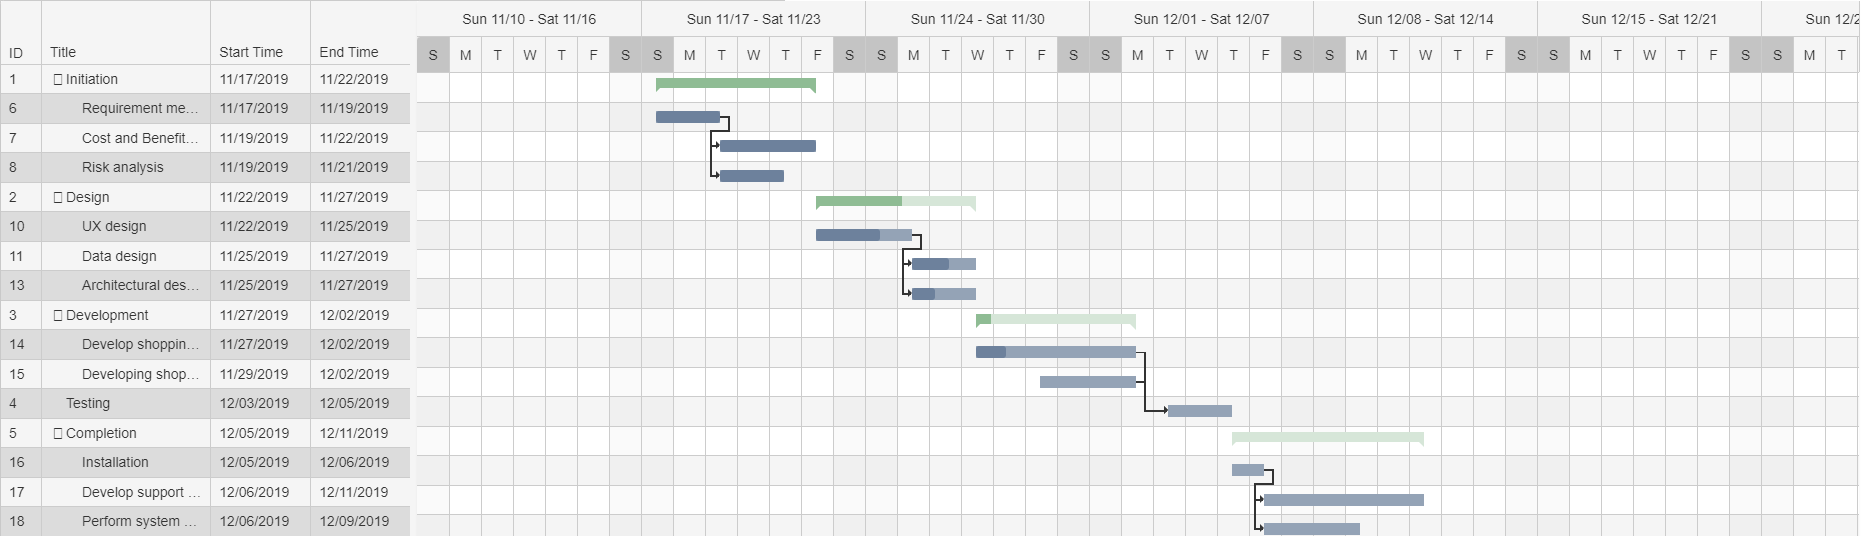 Sun 11/10 - Sat 11/16 Sun 11/17 - Sat 11/23 Sun 11/24 - Sat 11/30 Sun 12/01 - Sat 12/07 Sun 12/08 - Sat 12/14 Sun 12/15 - Sat 12/21 Sun 12/2
ID Title Start Time End Time S M T W T F S S M T W T F S S M T W T F S S M T W T F S S M T W T F S S M T W T F S S M T
1 Initiation 11/17/2019 11/22/2019
6 Requirement me... 11/17/2019 11/19/2019
7 Cost and Benefit... 11/19/2019 11/22/2019
8 Risk analysis 11/19/2019 11/21/2019
2 Design 11/22/2019 11/27/2019
10 UX design 11/22/2019 11/25/2019
11 Data design 11/25/2019 11/27/2019
13 Architectural des... 11/25/2019 11/27/2019
3 Development 11/27/2019 12/02/2019
14 Develop shoppin... 11/27/2019 12/02/2019
15 Developing shop... 11/29/2019 12/02/2019
4 Testing 12/03/2019 12/05/2019
5 Completion 12/05/2019 12/11/2019
16 Installation 12/05/2019 12/06/2019
17 Develop support ... 12/06/2019 12/11/2019
18 Perform system ... 12/06/2019 12/09/2019